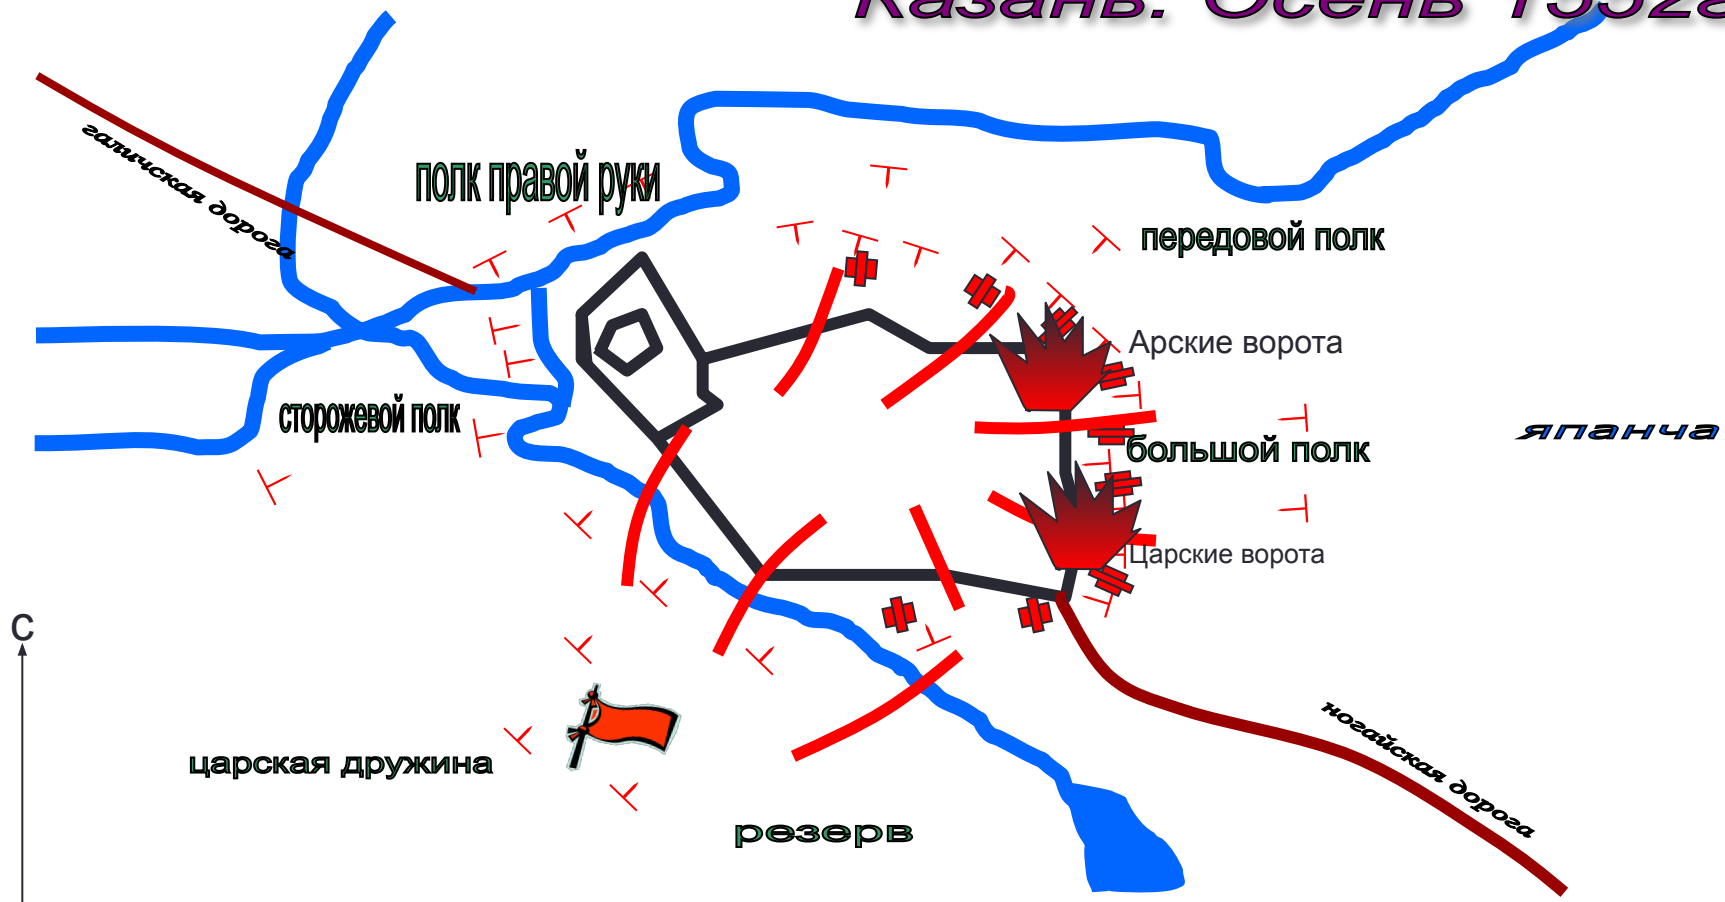 Казань. Осень 1552г
галичская дорога
полк правой руки
передовой полк
Арские ворота
сторожевой полк
большой полк
япанча
Царские ворота
С
царская дружина
ногайская дорога
резерв